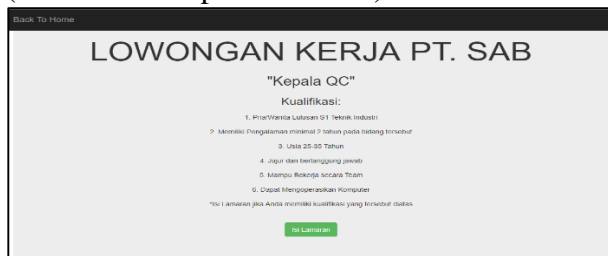 Back To Home
LOWONGAN KERJA PT. SAB
"Kepala QC"
Kualifikasi:
1. Pria/Wanita Lulusan S1 Teknik Industri
2. Memiliki Pengalaman minimal 2 tahun pada bidang tersebut
3. Usia 25-35 Tahun
4. Jujur dan bertanggung jawab
5. Mampu Bekerja secara Team
6. Dapat Mengoperasikan Komputer
*Isi Lamaran jika Anda memiliki kualifikasi yang tersebut diatas
Isi Lamaran